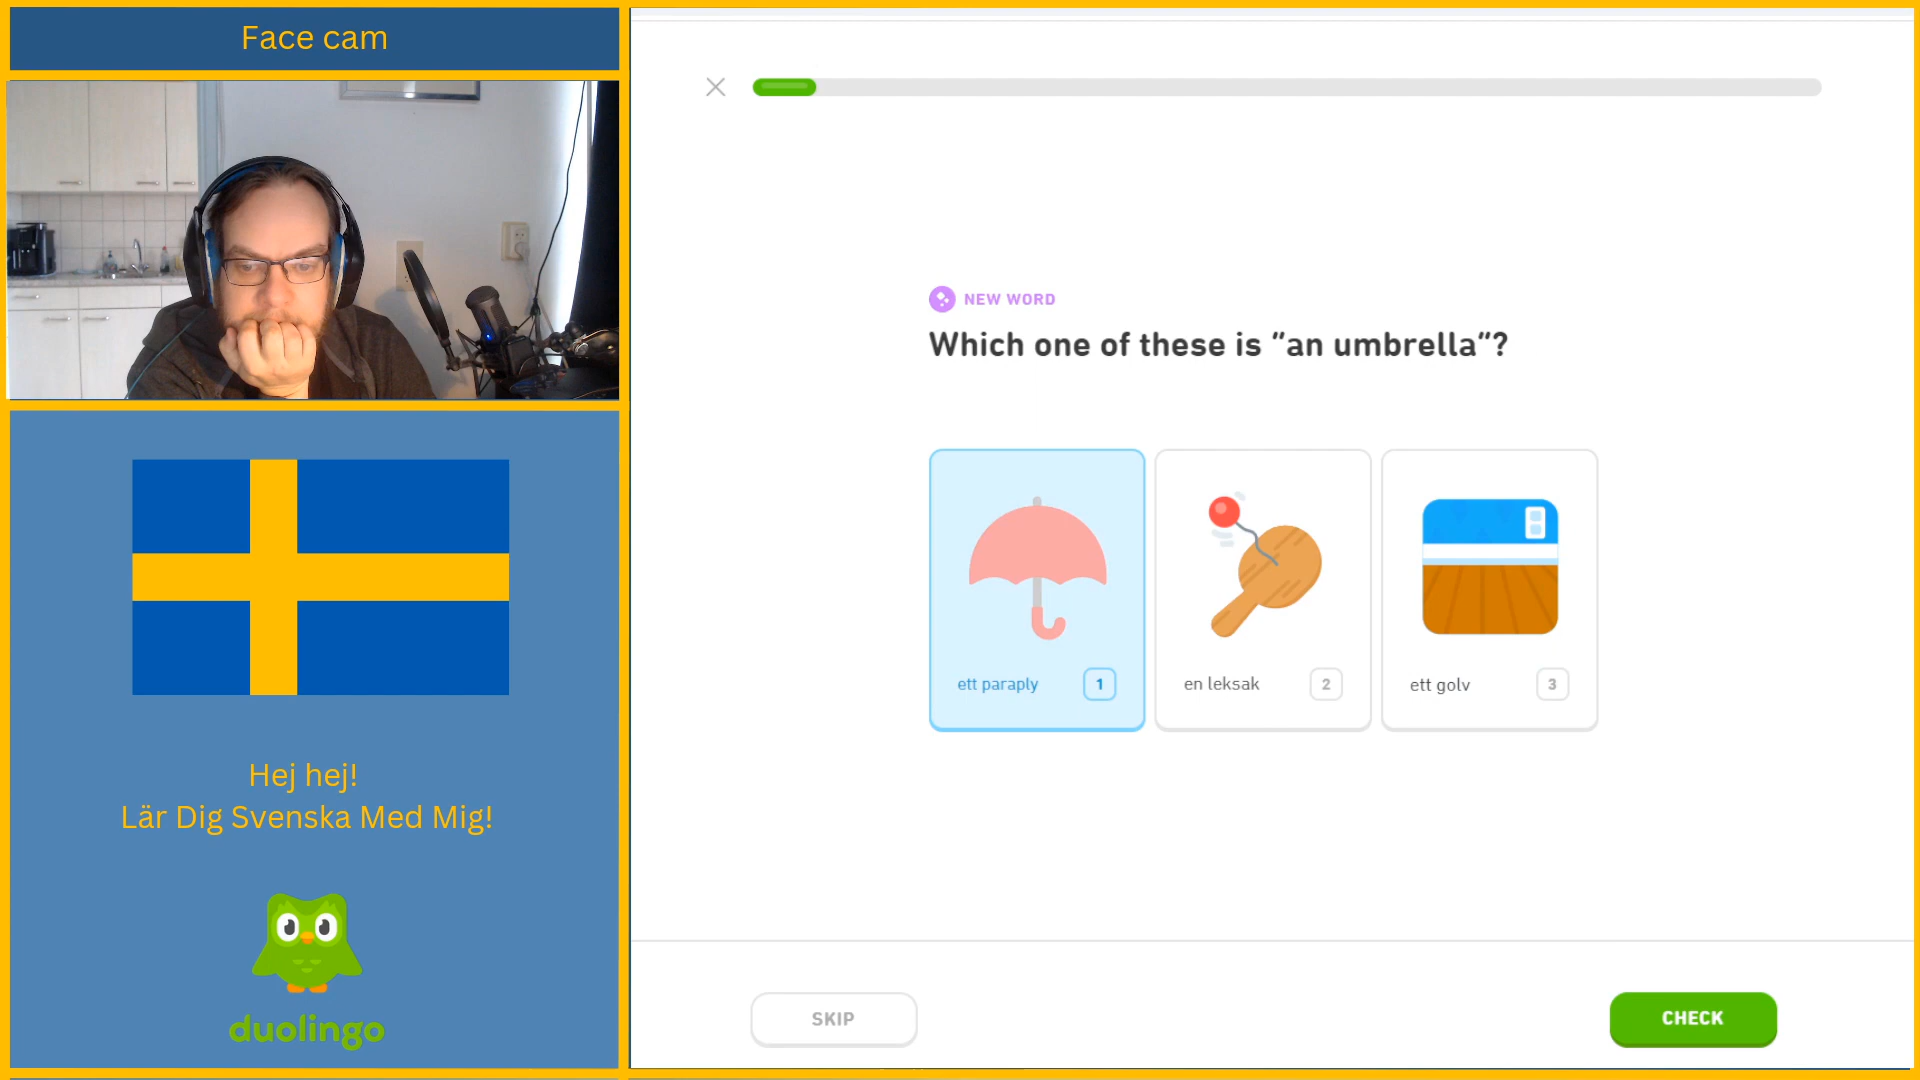 Face cam
Hej hej!
Lär Dig Svenska Med Mig!
duolingo
NEW WORD
Which one of these is “an umbrella”?
ett paraply 1
en leksak 2
ett golv 3
SKIP
CHECK